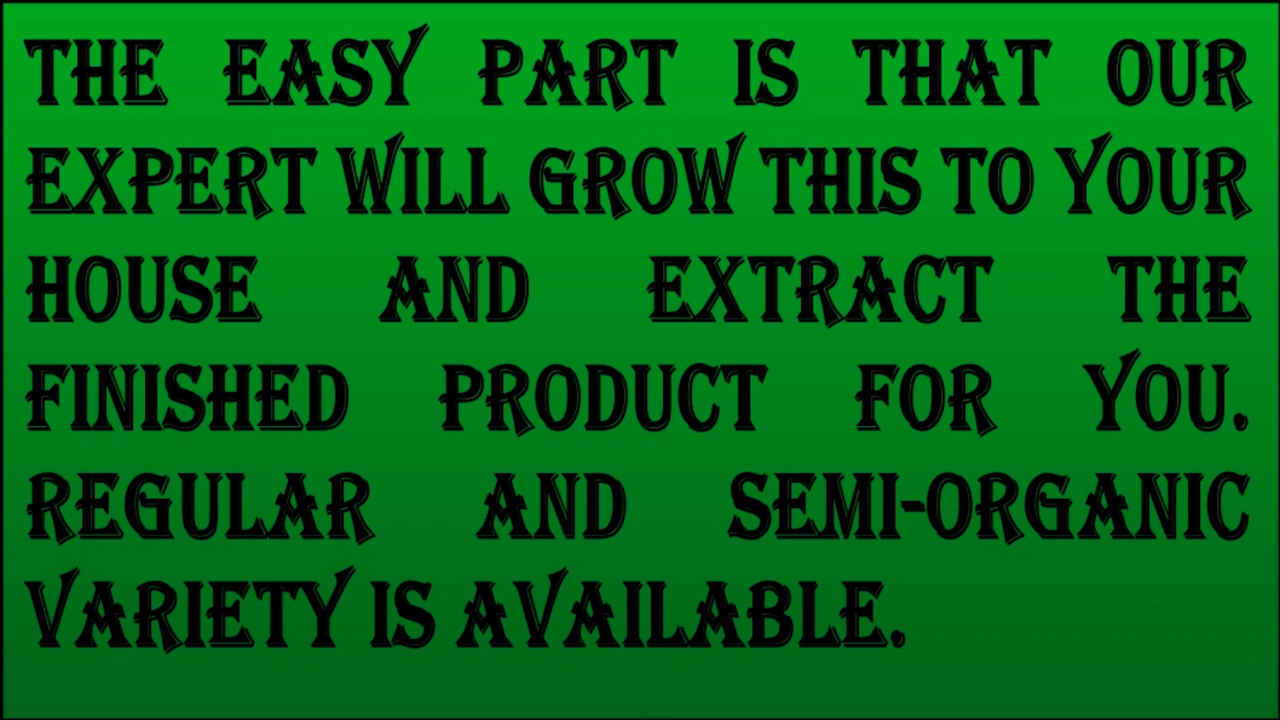 THE EASY PART IS THAT OUR
EXPERT WILL GROW THIS TO YOUR
HOUSE AND EXTRACT THE
FINISHED PRODUCT FOR YOU.
REGULAR AND SEMI-ORGANIC
VARIETY IS AVAILABLE.